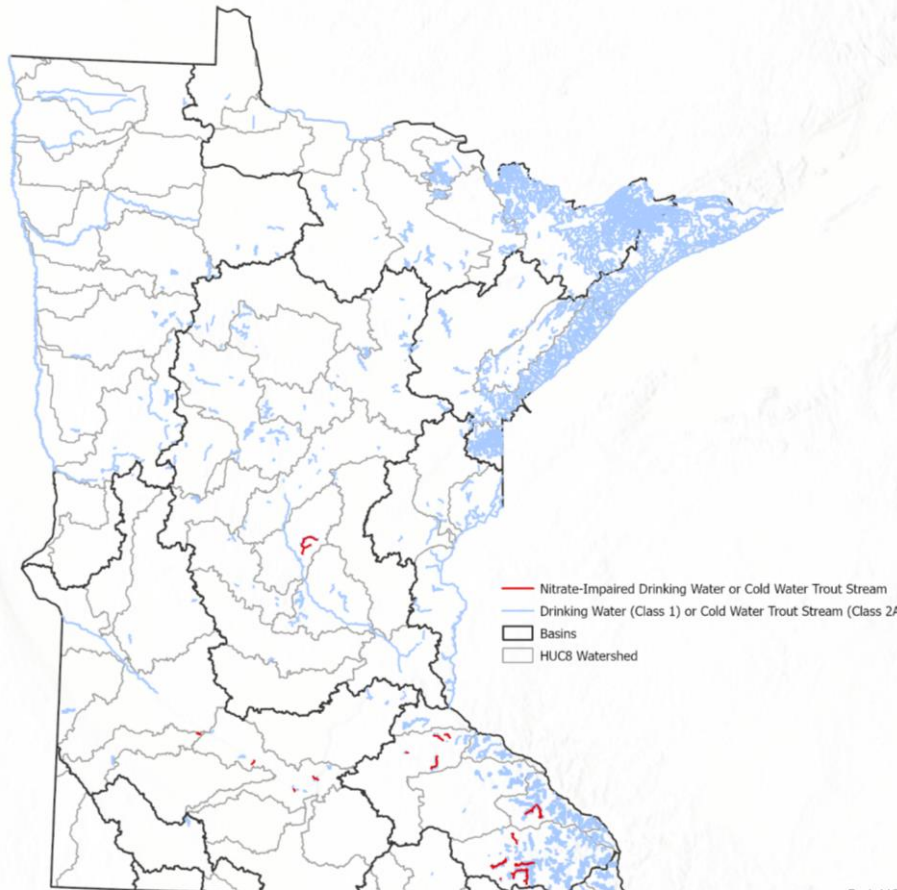 Nitrate-Impaired Drinking Water or Cold Water Trout Stream
Drinking Water (Class 1) or Cold Water Trout Stream (Class 2A
Basins
HUC8 Watershed